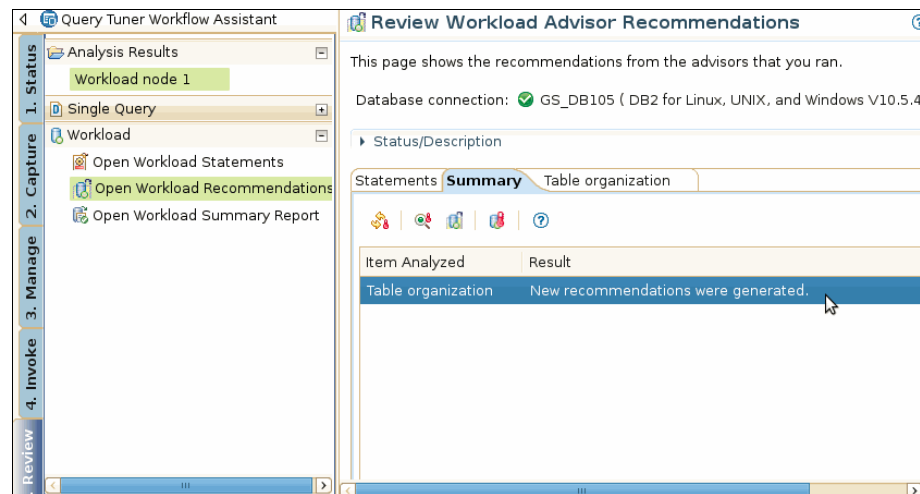 Query Tuner Workflow Assistant
1. Status
2. Capture
3. Manage
4. Invoke
Review
Analysis Results
Workload node 1
Single Query
Workload
Open Workload Statements
Open Workload Recommendations
Open Workload Summary Report
Review Workload Advisor Recommendations
This page shows the recommendations from the advisors that you ran.
Database connection: GS_DB105 ( DB2 for Linux, UNIX, and Windows V10.5.4
Status/Description
Statements Summary Table organization
Item Analyzed Result
Table organization New recommendations were generated.